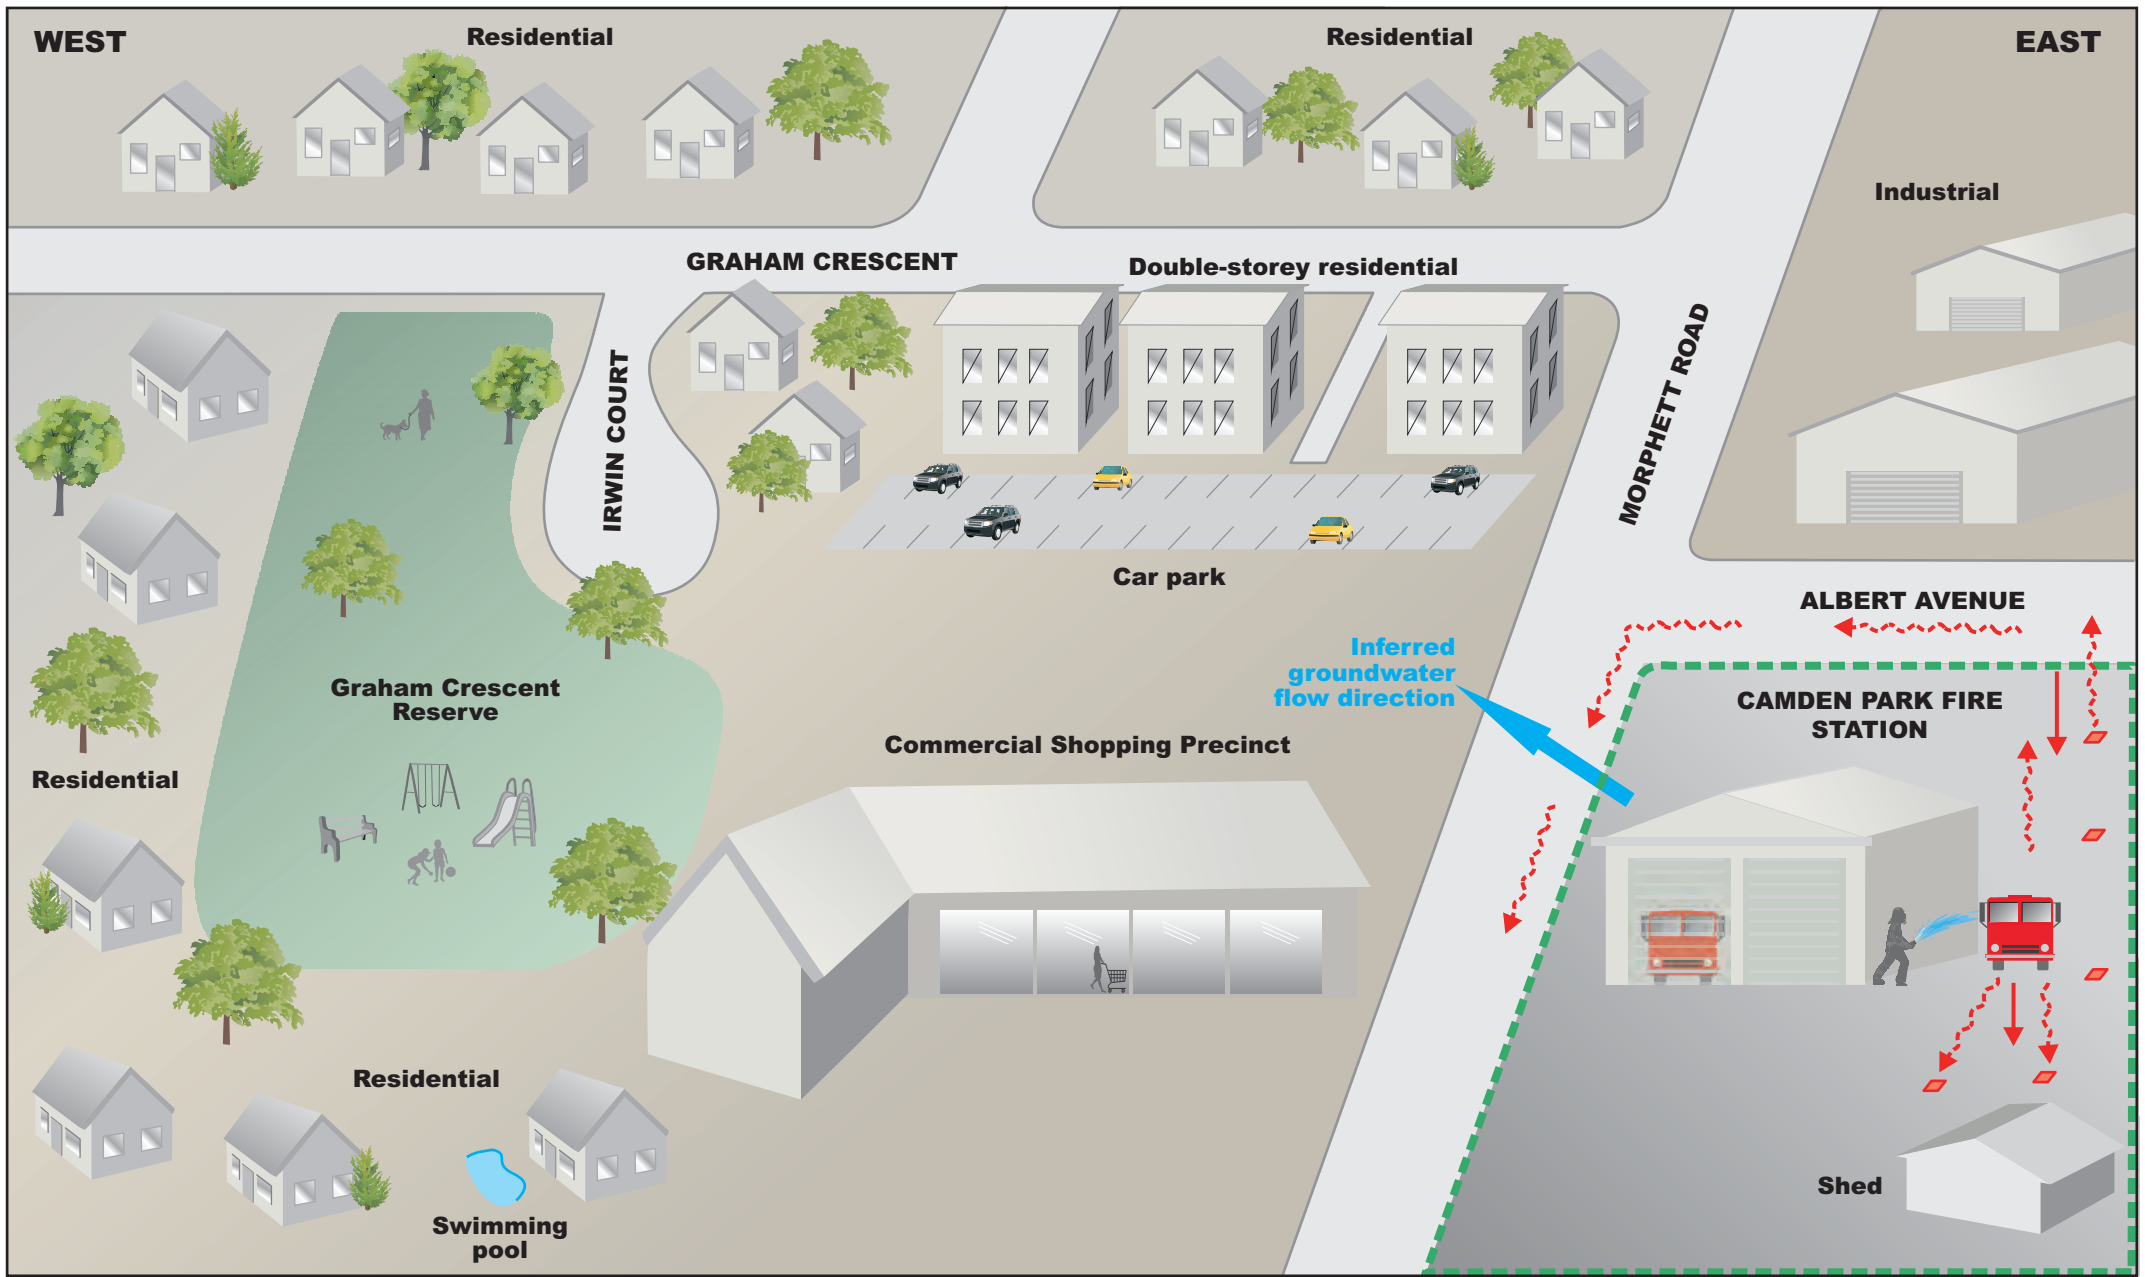 WEST
Residential
Residential
EAST
Industrial
GRAHAM CRESCENT
Double-storey residential
IRWIN COURT
MORPHETT ROAD
Car park
ALBERT AVENUE
Inferred
groundwater
flow direction
Graham Crescent
Reserve
CAMDEN PARK FIRE
STATION
Commercial Shopping Precinct
Residential
Residential
Shed
Swimming
pool